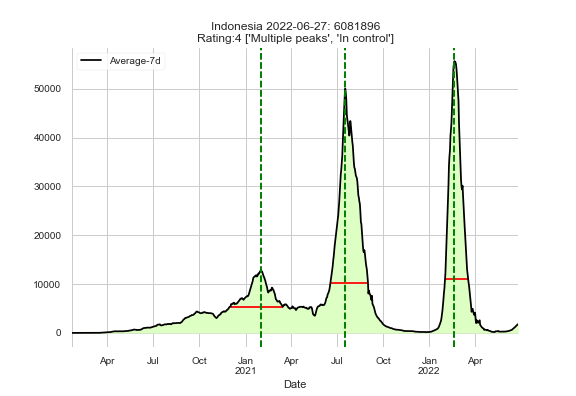 Indonesia 2022-06-27: 6081896
Rating:4 ['Multiple peaks', 'In control']
Average-7d
50000
40000
30000
20000
10000
0
Apr Jul Oct Jan Apr Jul Oct Jan Apr
2021 2022
Date